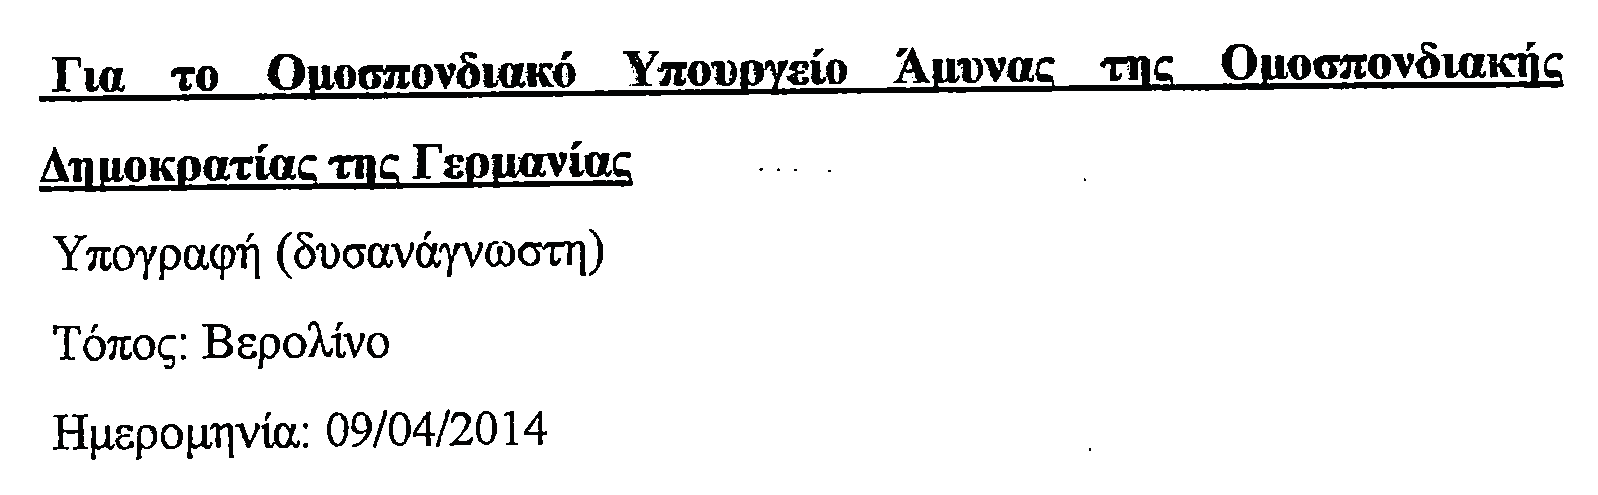 Για το Ομοσπονδιακό Υπουργείο Άμυνας της Ομοσπονδιακής
Δημοκρατίας της Γερμανίας
Υπογραφή (δυσανάγνωστη)
Τόπος: Βερολίνο
Ημερομηνία: 09/04/2014